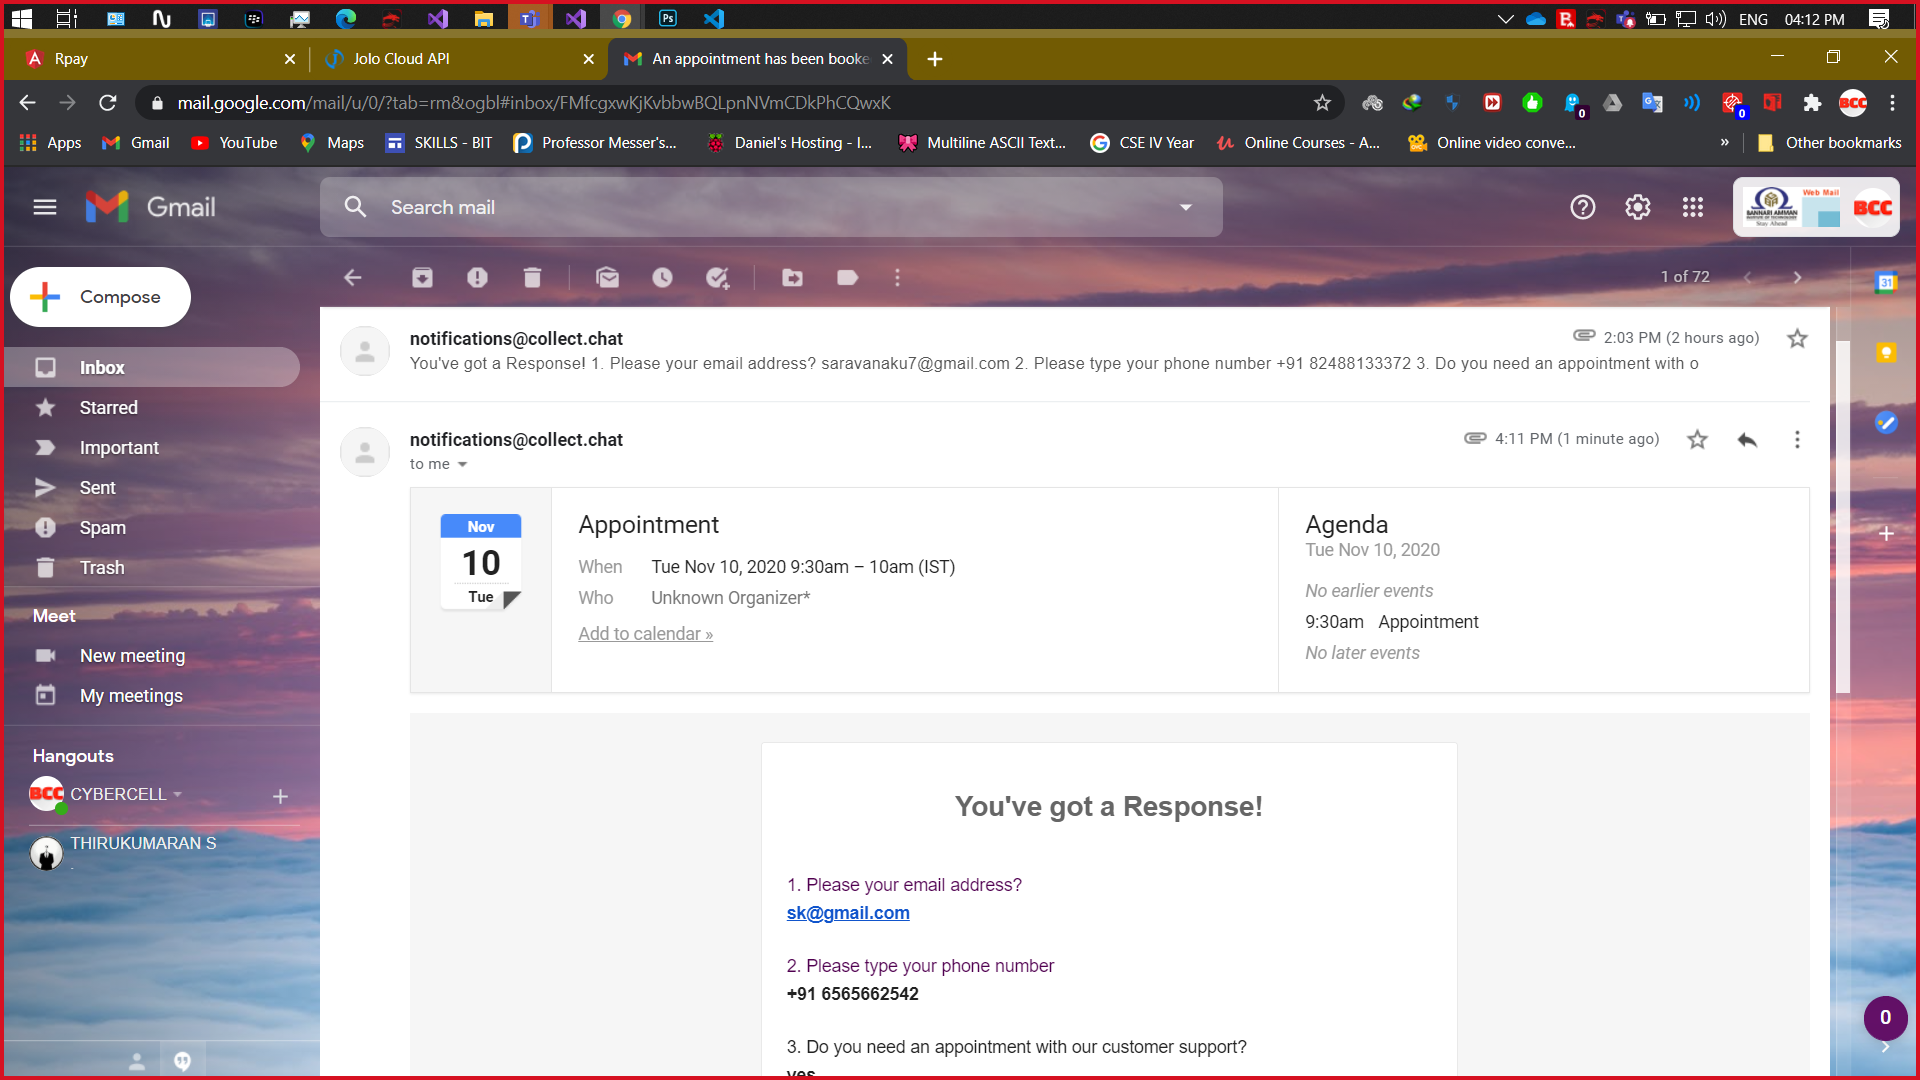 ENG 04:12 PM
Rpay
Jolo Cloud API
An appointment has been booke
mail.google.com/mail/u/0/?tab=rm&ogbl#inbox/FMfcgxwKjKvbbwBQLpnNVmCDkPhCQwxK
Apps Gmail YouTube Maps SKILLS - BIT Professor Messer's... Daniel's Hosting - I... Multiline ASCII Text... CSE IV Year Online Courses - A... Online video conve... » Other bookmarks
Gmail
Search mail
Web Mail
BANNARI AMMAN
Stay Ahead
BCC
Compose
1 of 72
Inbox
Starred
Important
Sent
Spam
Trash
Meet
New meeting
My meetings
Hangouts
BCC CYBERCELL
THIRUKUMARAN S
.
notifications@collect.chat
2:03 PM (2 hours ago)
You've got a Response! 1. Please your email address? saravanaku7@gmail.com 2. Please type your phone number +91 82488133372 3. Do you need an appointment with o
notifications@collect.chat
4:11 PM (1 minute ago)
to me
Nov
10
Tue
Appointment
When Tue Nov 10, 2020 9:30am – 10am (IST)
Who Unknown Organizer*
Add to calendar »
Agenda
Tue Nov 10, 2020
No earlier events
9:30am Appointment
No later events
You've got a Response!
1. Please your email address?
sk@gmail.com
2. Please type your phone number
+91 6565662542
3. Do you need an appointment with our customer support?
yes
0